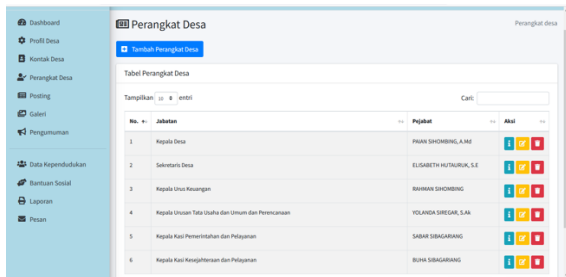 Dashboard
Profil Desa
Kontak Desa
Perangkat Desa
Posting
Galeri
Pengumuman
Data Kependudukan
Bantuan Sosial
Laporan
Pesan
Perangkat Desa
Perangkat desa
Tambah Perangkat Desa
Tabel Perangkat Desa
Tampilkan 10 entri
Cari:
No. Jabatan Pejabat Aksi
1 Kepala Desa PAIAN SIHOMBING, A.Md
2 Sekretaris Desa ELISABETH HUTAURUK, S.E
3 Kepala Urus Keuangan RAHMAN SIHOMBING
4 Kepala Urusan Tata Usaha dan Umum dan Perencanaan YOLANDA SIREGAR, S.Ak
5 Kepala Kasi Pemerintahan dan Pelayanan SABAR SIBAGARIANG
6 Kepala Kasi Kesejahteraan dan Pelayanan BUHA SIBAGARIANG